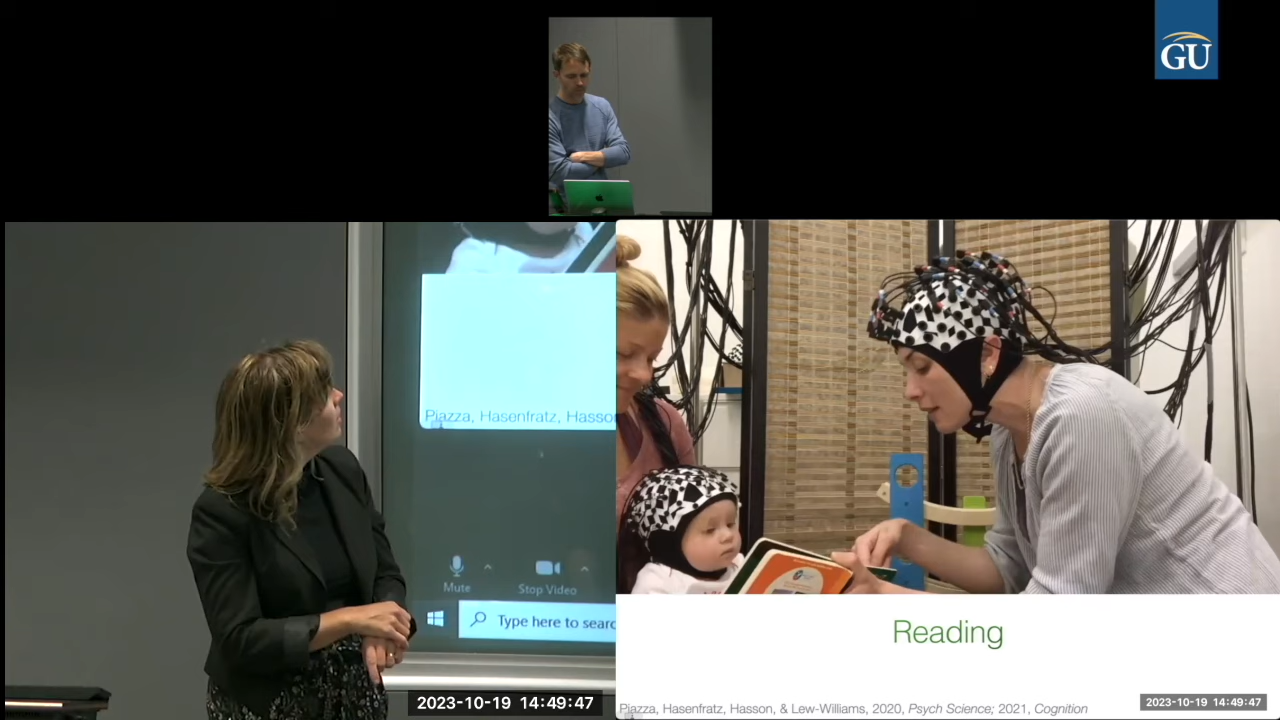 GU
Piazza, Hasenfratz, Hasson
Mute
Stop Video
Type here to searc
2023-10-19 14:49:47
Reading
Piazza, Hasenfratz, Hasson, & Lew-Williams, 2020, Psych Science; 2021, Cognition
2023-10-19 14:49:47